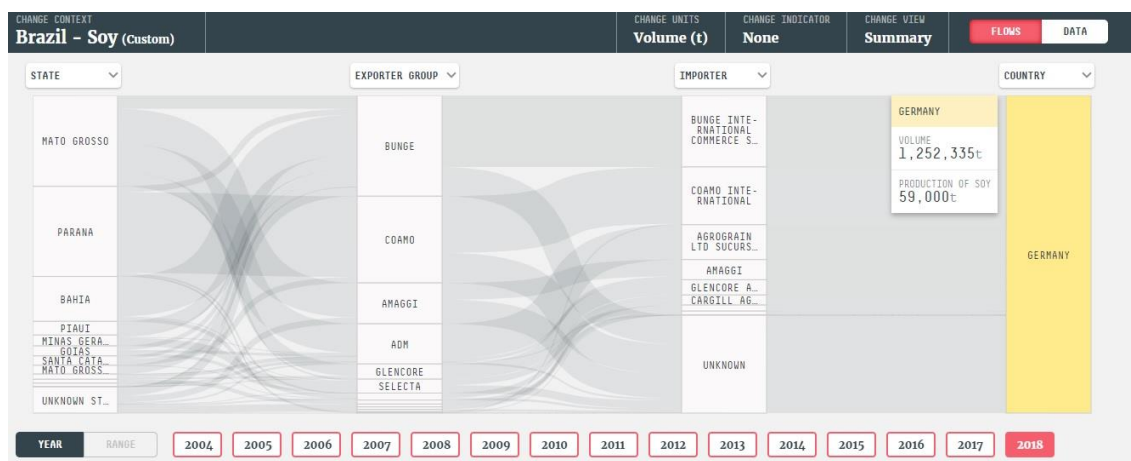 CHANGE CONTEXT
Brazil – Soy (Custom)
CHANGE UNITS
Volume (t)
CHANGE INDICATOR
None
CHANGE VIEW
Summary
FLOWS
DATA
STATE
EXPORTER GROUP
IMPORTER
COUNTRY
MATO GROSSO
PARANA
BAHIA
PIAUI
MINAS GERA…
GOIAS
SANTA CATA…
MATO GROSS…
UNKNOWN ST…
BUNGE
COAMO
AMAGGI
ADM
GLENCORE
SELECTA
BUNGE INTE-
RNATIONAL
COMMERCE S…
COAMO INTE-
RNATIONAL
AGROGRAIN
LTD SUCURS…
AMAGGI
GLENCORE A…
CARGILL AG…
UNKNOWN
GERMANY
VOLUME
1,252,335t
PRODUCTION OF SOY
59,000t
GERMANY
YEAR
RANGE
2004
2005
2006
2007
2008
2009
2010
2011
2012
2013
2014
2015
2016
2017
2018